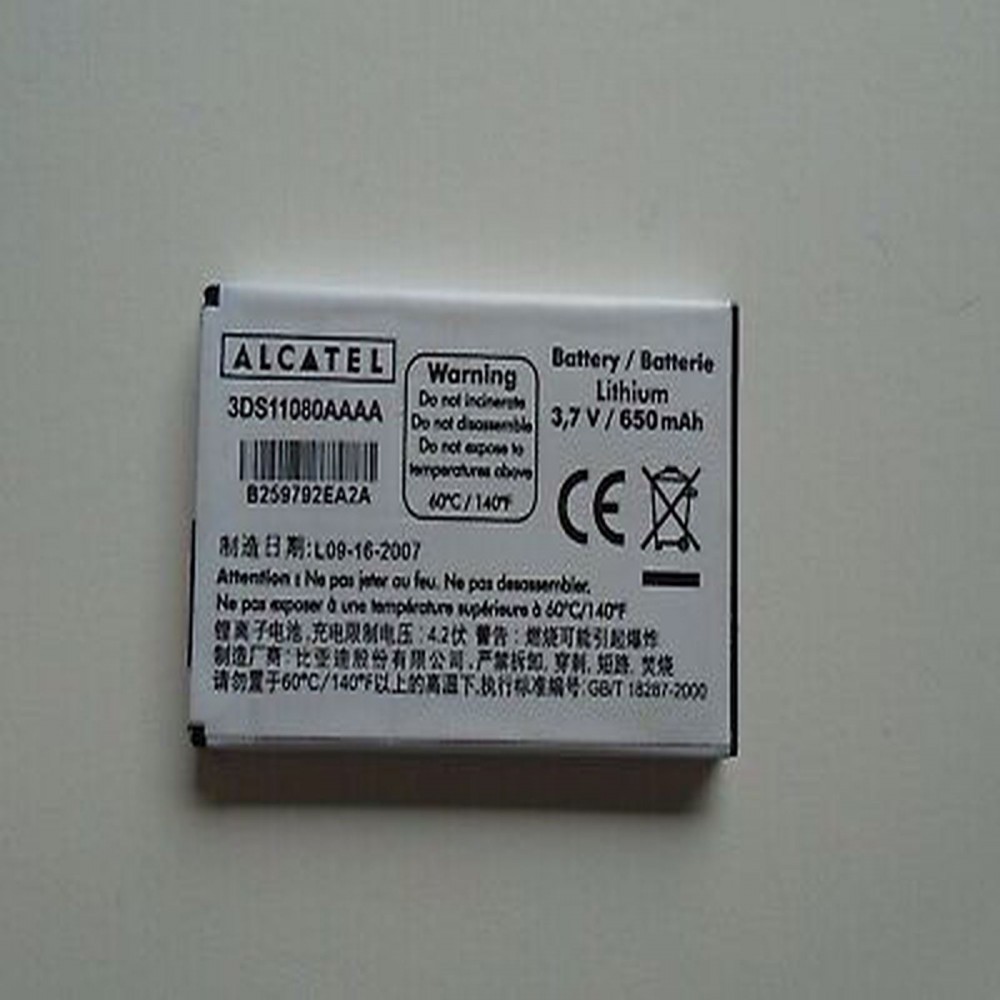 ALCATEL
3DS11080AAAA
B259792EA2A
Warning
Do not incinerate
Do not disassemble
Do not expose to
temperatures above
60°C / 140°F
Battery / Batterie
Lithium
3,7 V / 650 mAh
CE
制造日期:L09-16-2007
Attention : Ne pas jeter au feu. Ne pas desassembler.
Ne pas exposer à une température supérieure à 60°C/140°F
锂离子电池, 充电限制电压: 4.2伏 警告: 燃烧可能引起爆炸
制造厂商: 比亚迪股份有限公司, 严禁拆卸, 穿刺, 短路, 焚烧
请勿置于60°C/140°F以上的高温下, 执行标准编号: GB/T 18287-2000